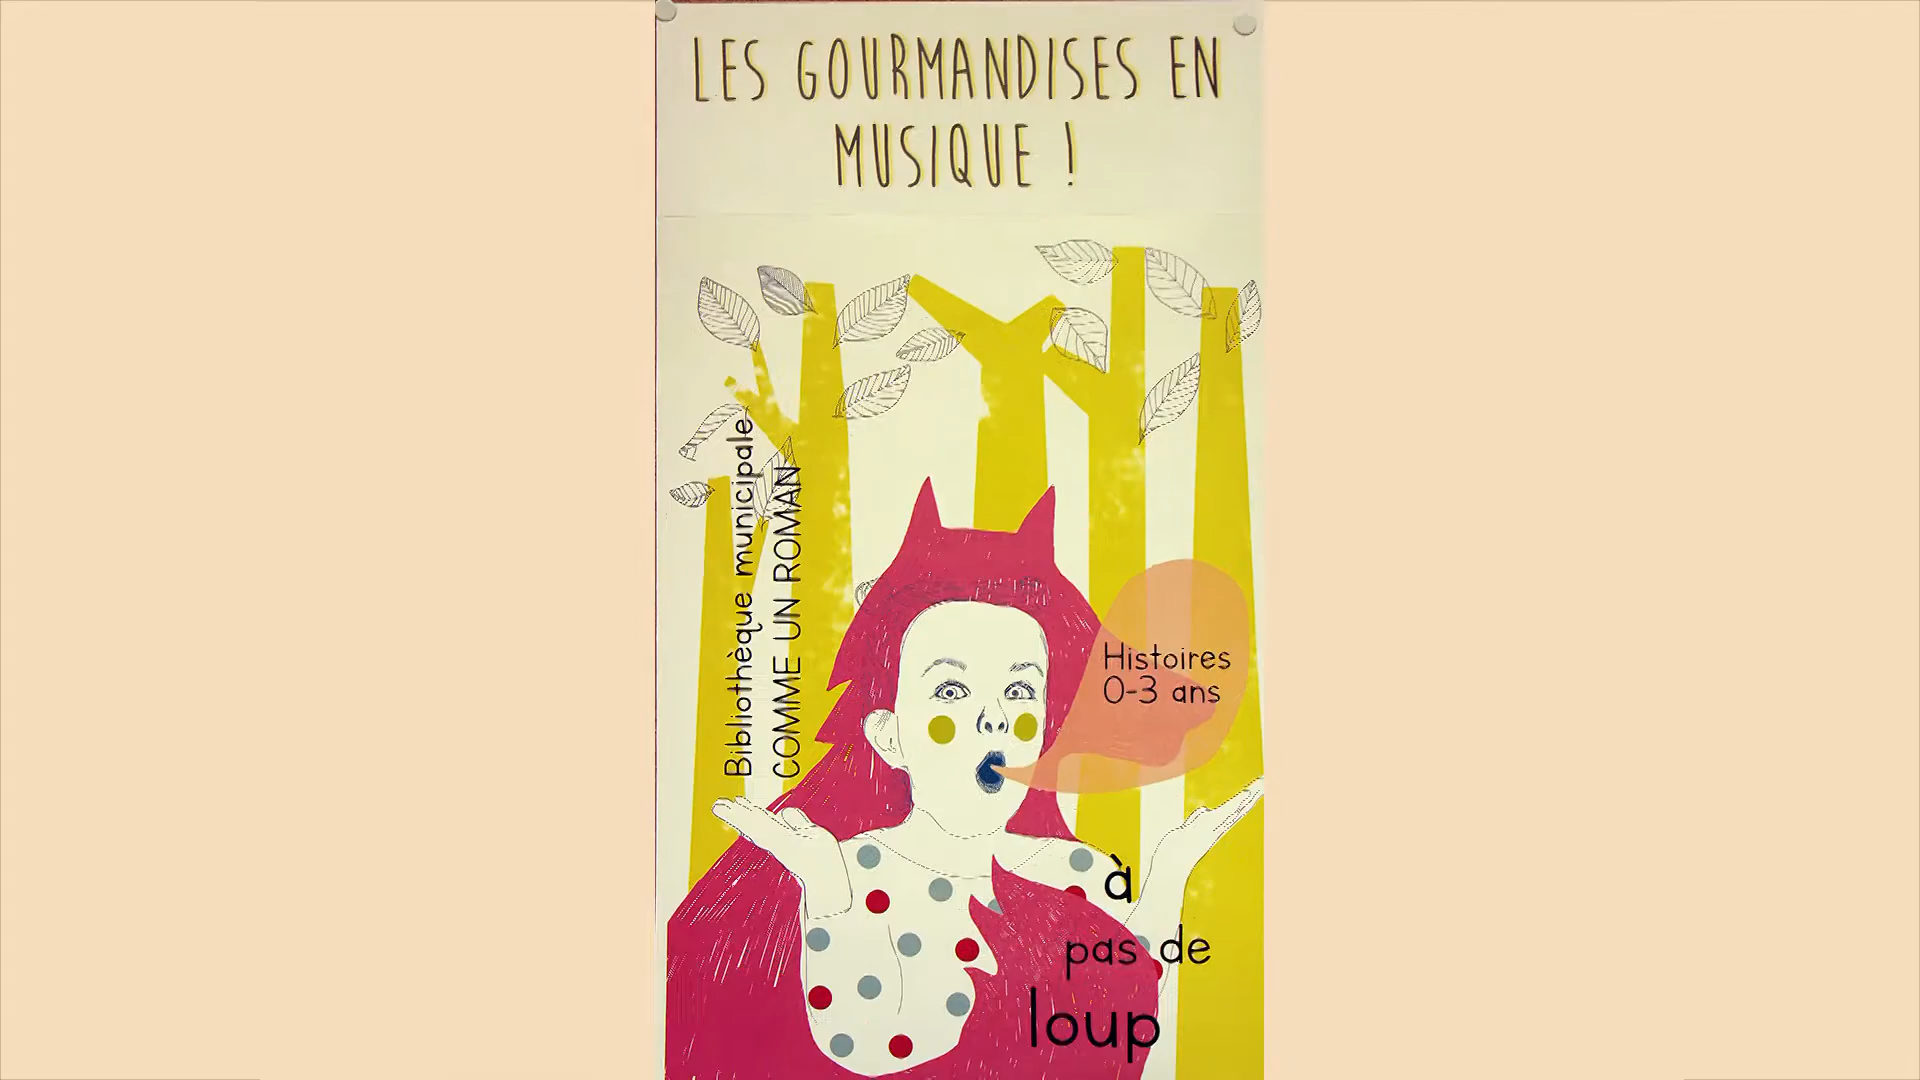 LES GOURMANDISES EN
MUSIQUE !
Bibliothèque municipale
COMME UN ROMAN
Histoires
0-3 ans
à
pas de
loup